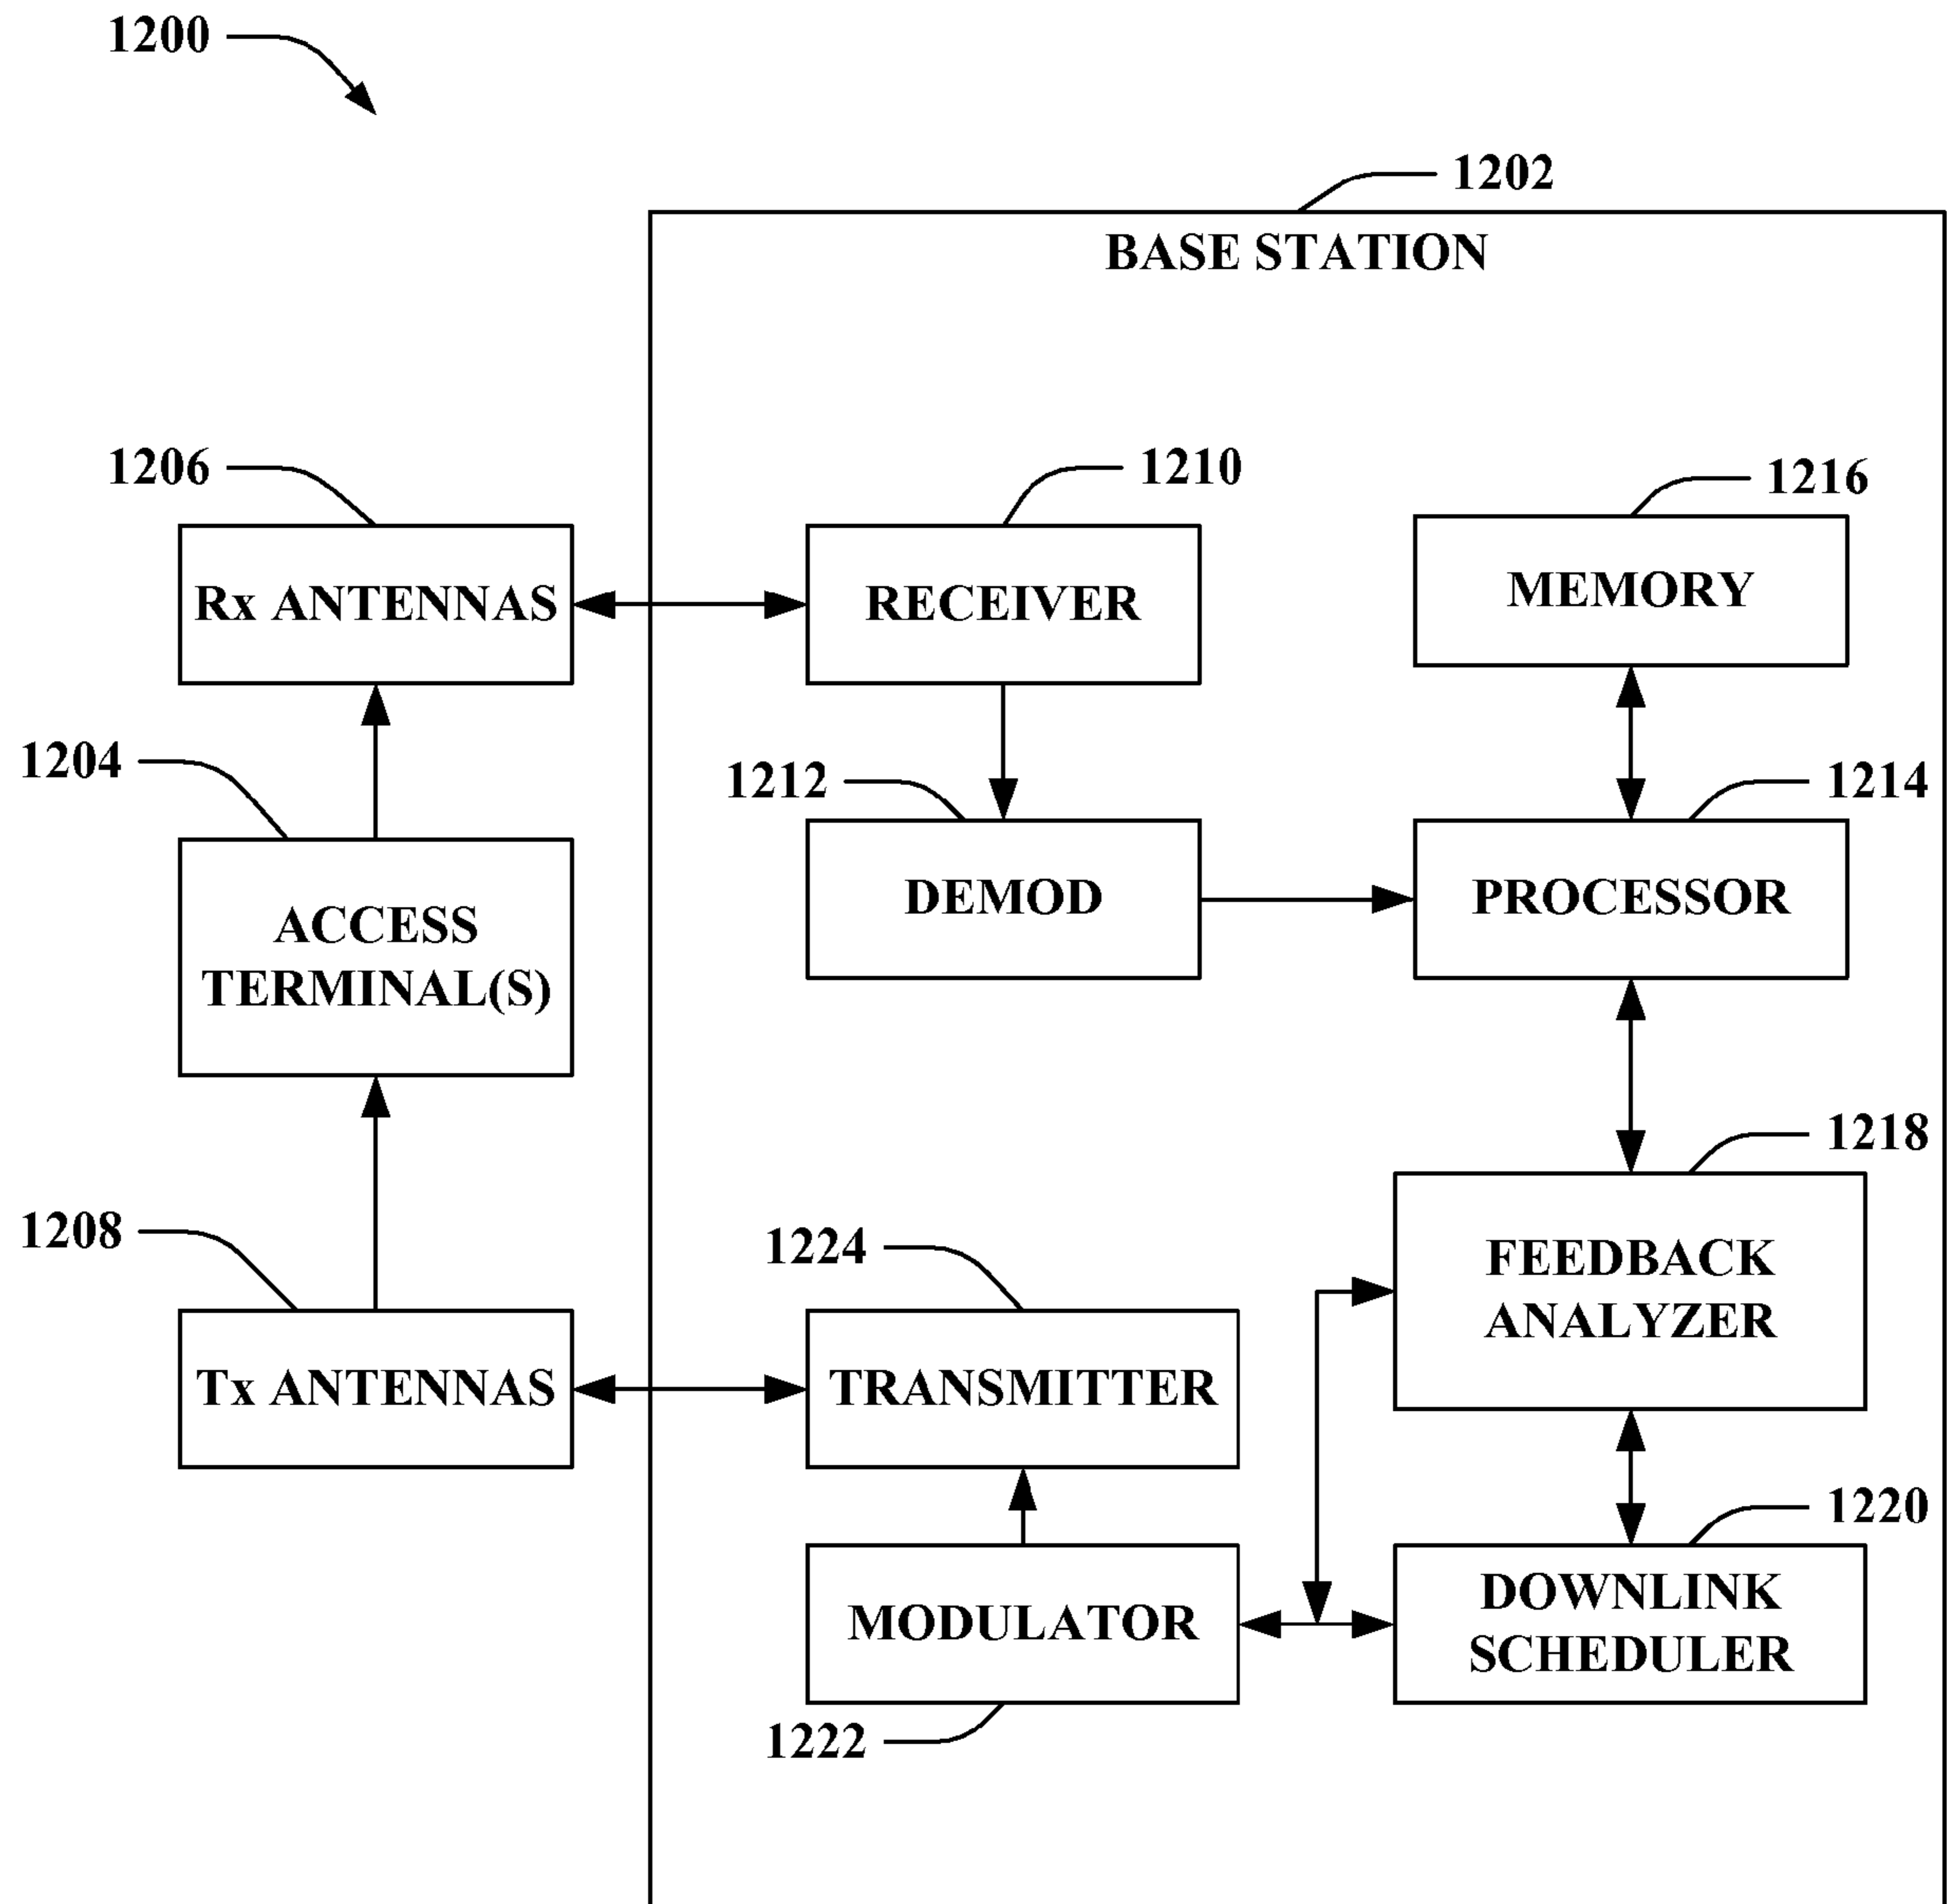 1200
1202
BASE STATION
1206
1210
1216
Rx ANTENNAS
RECEIVER
MEMORY
1204
1212
1214
ACCESS
TERMINAL(S)
DEMOD
PROCESSOR
1208
1224
1218
Tx ANTENNAS
TRANSMITTER
FEEDBACK
ANALYZER
1220
MODULATOR
DOWNLINK
SCHEDULER
1222